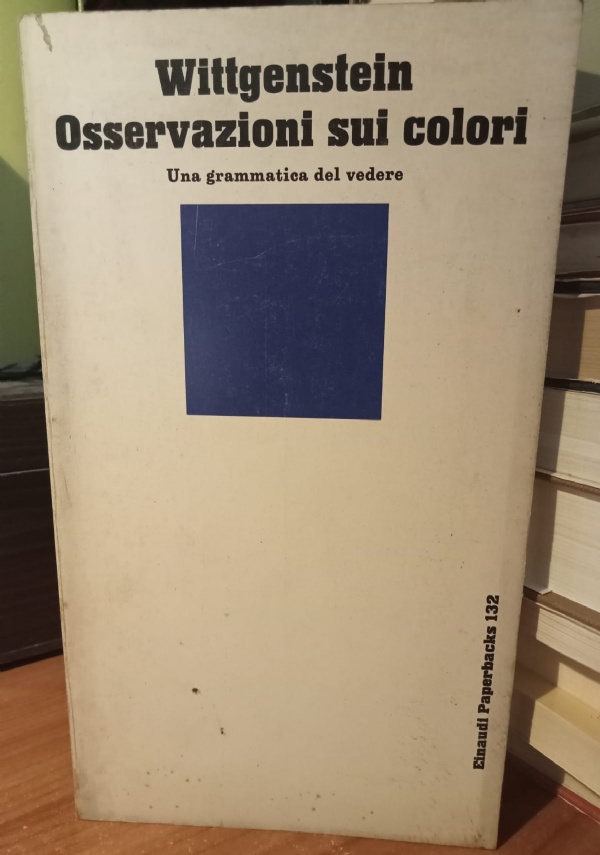 Wittgenstein
Osservazioni sui colori
Una grammatica del vedere
Einaudi Paperbacks 132